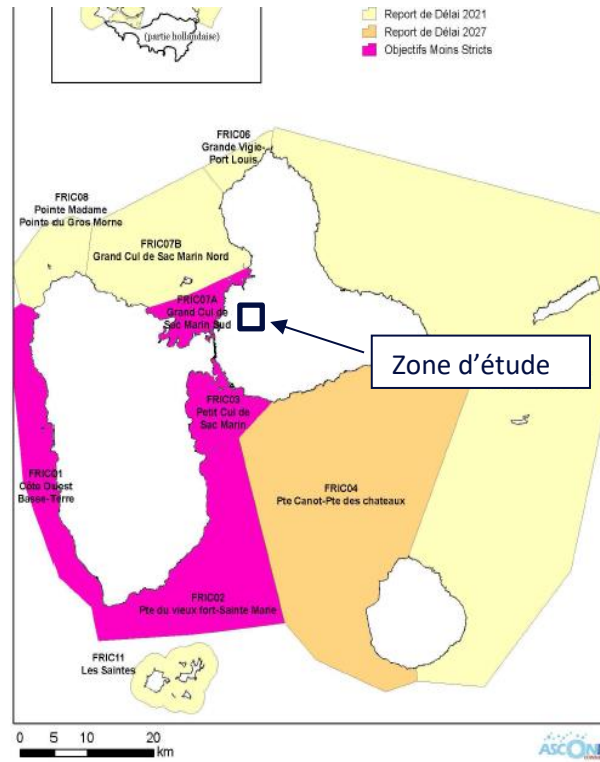 (partie hollandaise)
Report de Délai 2021
Report de Délai 2027
Objectifs Moins Stricts
FRIC06
Grande Vigie-
Port Louis
FRIC08
Pointe Madame
Pointe du Gros Morne
FRIC07B
Grand Cul de Sac Marin Nord
FRIC07A
Grand Cul de
Sac Marin Sud
Zone d'étude
FRIC03
Petit Cul de
Sac Marin
FRIC01
Côte Ouest
Basse-Terre
FRIC04
Pte Canot-Pte des chateaux
FRIC02
Pte du vieux fort-Sainte Marie
FRIC11
Les Saintes
0 5 10 20
km